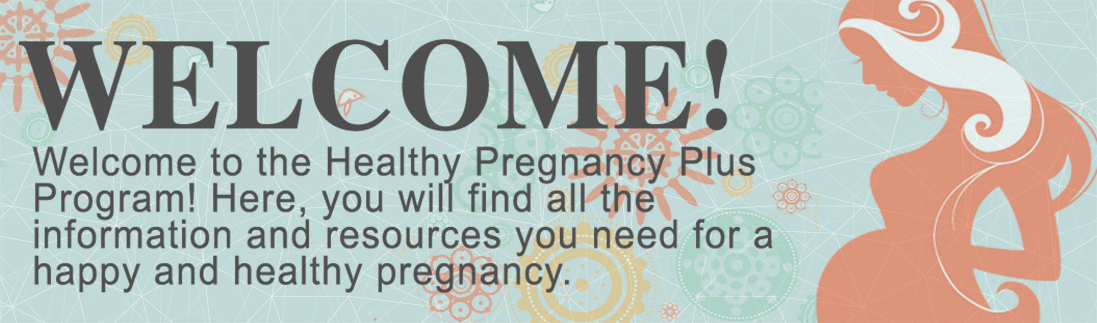 WELCOME!
Welcome to the Healthy Pregnancy Plus
Program! Here, you will find all the
information and resources you need for a
happy and healthy pregnancy.